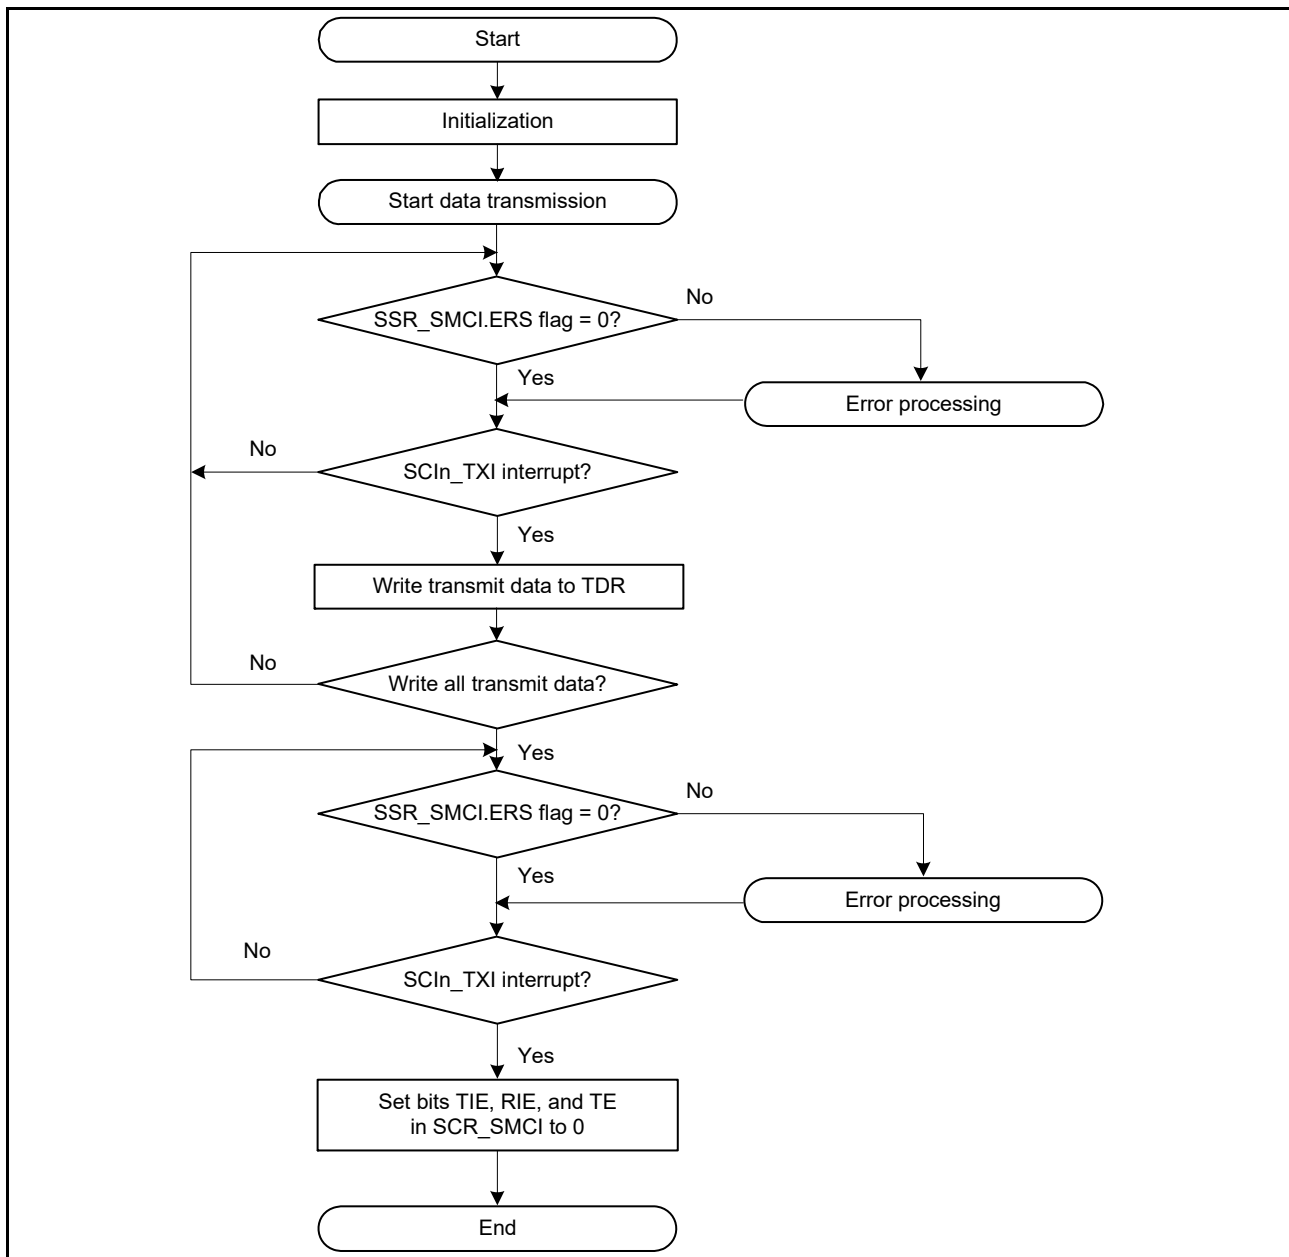 Start
Initialization
Start data transmission
SSR_SMCI.ERS flag = 0?
No
Yes
Error processing
SCIn_TXI interrupt?
No
Yes
Write transmit data to TDR
Write all transmit data?
No
Yes
SSR_SMCI.ERS flag = 0?
No
Yes
Error processing
SCIn_TXI interrupt?
No
Yes
Set bits TIE, RIE, and TE
in SCR_SMCI to 0
End